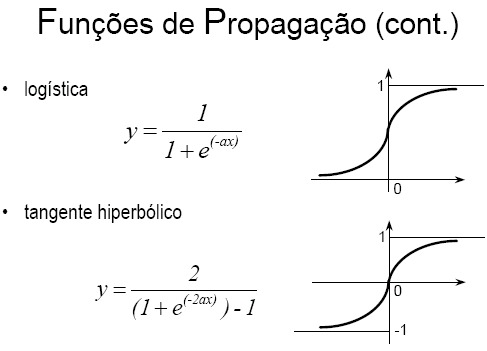 Funções de Propagação (cont.)
• logística
y = 1 / 1 + e^(-ax)
1
0
• tangente hiperbólico
y = 2 / (1 + e^(-2ax) ) - 1
1
0
-1